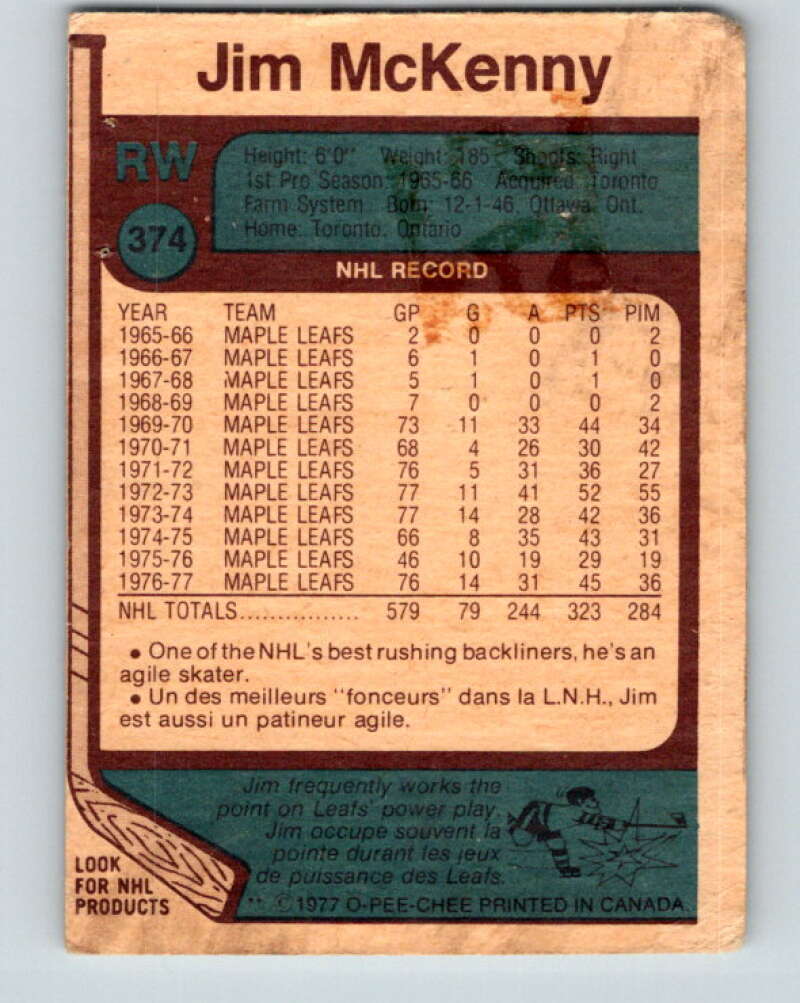 Jim McKenny
RW
374
Height: 6'0" Weight: 185 Shoots: Right
1st Pro Season: 1965-66 Acquired: Toronto
Farm System Born: 12-1-46, Ottawa, Ont.
Home: Toronto, Ontario
NHL RECORD
YEAR TEAM GP G A PTS PIM
1965-66 MAPLE LEAFS 2 0 0 0 2
1966-67 MAPLE LEAFS 6 1 0 1 0
1967-68 MAPLE LEAFS 5 1 0 1 0
1968-69 MAPLE LEAFS 7 0 0 0 2
1969-70 MAPLE LEAFS 73 11 33 44 34
1970-71 MAPLE LEAFS 68 4 26 30 42
1971-72 MAPLE LEAFS 76 5 31 36 27
1972-73 MAPLE LEAFS 77 11 41 52 55
1973-74 MAPLE LEAFS 77 14 28 42 36
1974-75 MAPLE LEAFS 66 8 35 43 31
1975-76 MAPLE LEAFS 46 10 19 29 19
1976-77 MAPLE LEAFS 76 14 31 45 36
NHL TOTALS................ 579 79 244 323 284
• One of the NHL's best rushing backliners, he's an
agile skater.
• Un des meilleurs "fonceurs" dans la L.N.H., Jim
est aussi un patineur agile.
Jim frequently works the
point on Leafs' power play.
Jim occupe souvent la
pointe durant les jeux
de puissance des Leafs.
LOOK
FOR NHL
PRODUCTS
** © 1977 O-PEE-CHEE PRINTED IN CANADA.